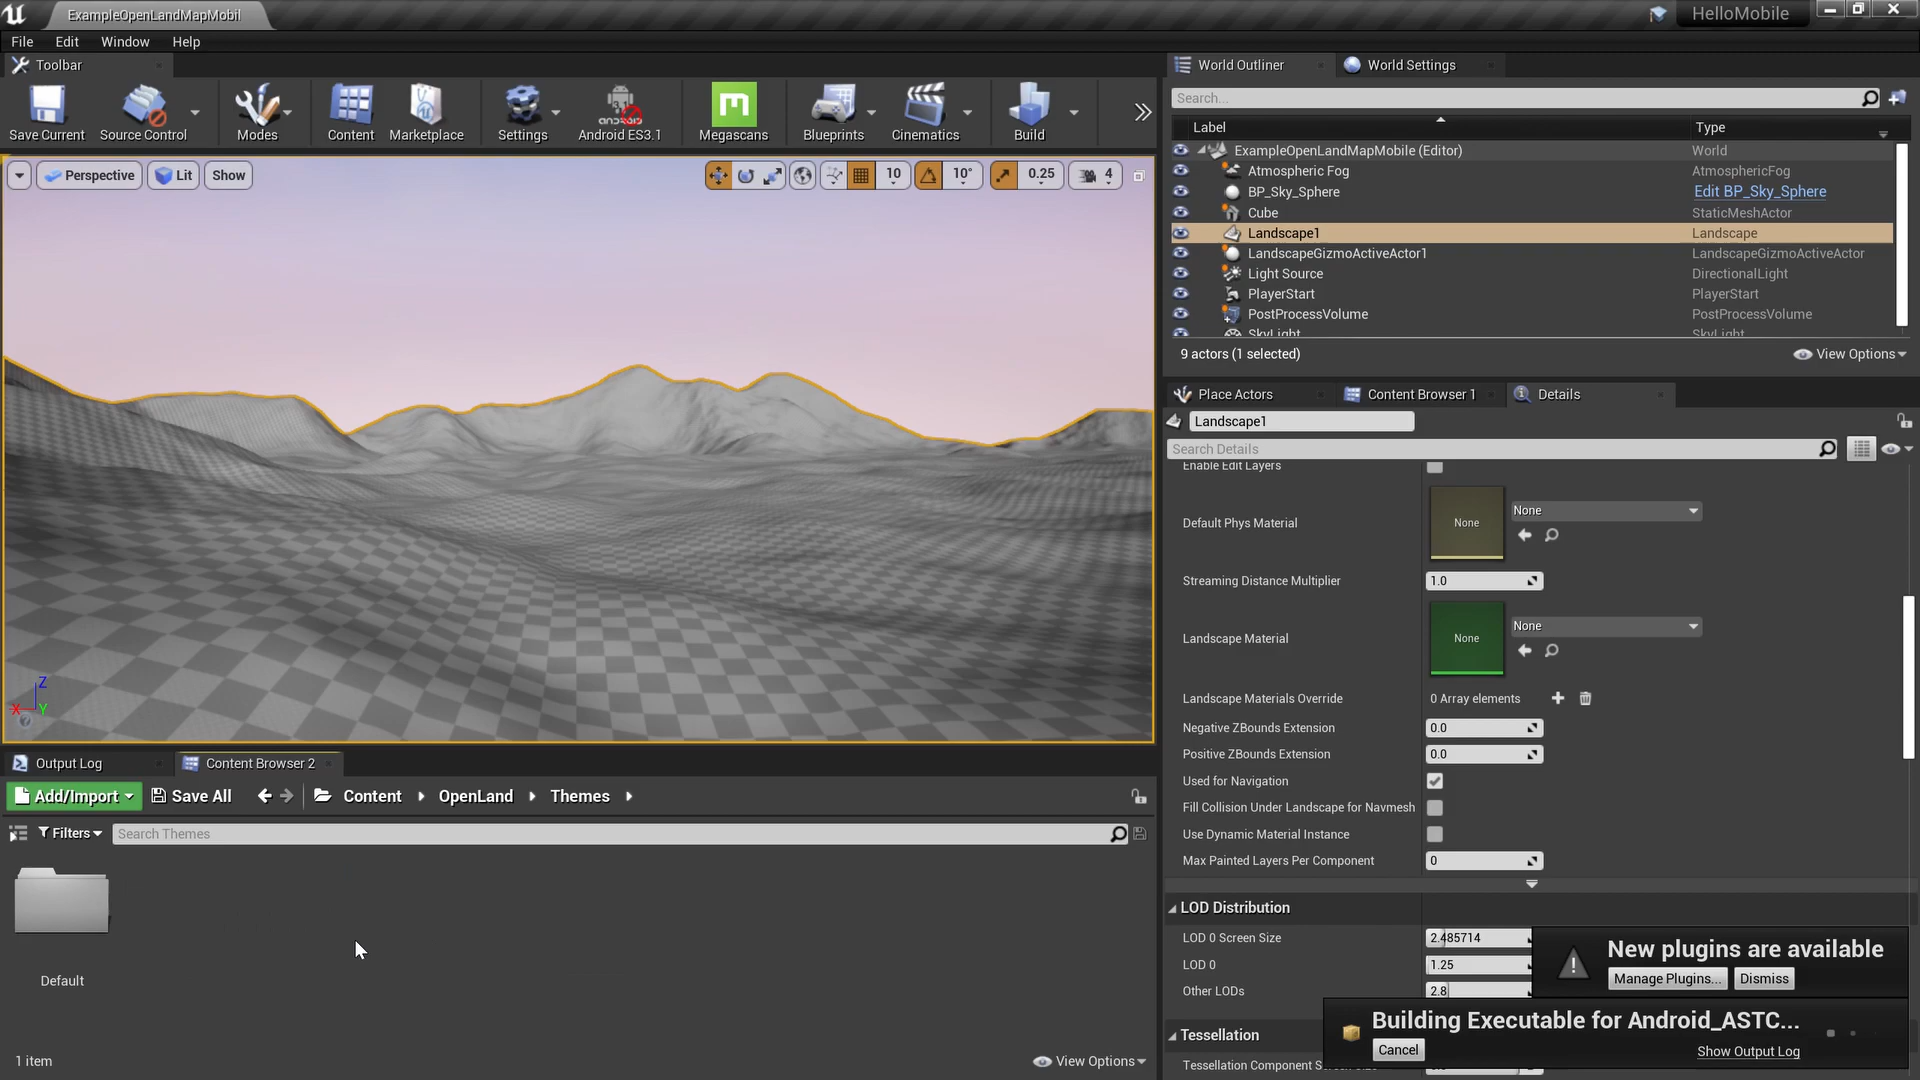 ExampleOpenLandMapMobil
HelloMobile
File Edit Window Help
Toolbar
World Outliner
World Settings
Save Current
Source Control
Modes
Content
Marketplace
Settings
Android ES3.1
Megascans
Blueprints
Cinematics
Build
Search...
Label Type
ExampleOpenLandMapMobile (Editor) World
Atmospheric Fog AtmosphericFog
BP_Sky_Sphere Edit BP_Sky_Sphere
Cube StaticMeshActor
Landscape1 Landscape
LandscapeGizmoActiveActor1 LandscapeGizmoActiveActor
Light Source DirectionalLight
PlayerStart PlayerStart
PostProcessVolume PostProcessVolume
SkyLight SkyLight
9 actors (1 selected) View Options
Perspective Lit Show 10 10° 0.25 4
Z
X Y
Place Actors
Content Browser 1
Details
Landscape1
Search Details
Enable Edit Layers
Default Phys Material None None
Streaming Distance Multiplier 1.0
Landscape Material None None
Landscape Materials Override 0 Array elements
Negative ZBounds Extension 0.0
Positive ZBounds Extension 0.0
Used for Navigation
Fill Collision Under Landscape for Navmesh
Use Dynamic Material Instance
Max Painted Layers Per Component 0
LOD Distribution
LOD 0 Screen Size 2.485714
LOD 0 1.25
Other LODs 2.8
Tessellation
Tessellation Component Screen Size
New plugins are available
Manage Plugins... Dismiss
Building Executable for Android_ASTC...
Cancel Show Output Log
Output Log
Content Browser 2
Add/Import Save All Content OpenLand Themes
Filters Search Themes
Default
1 item View Options